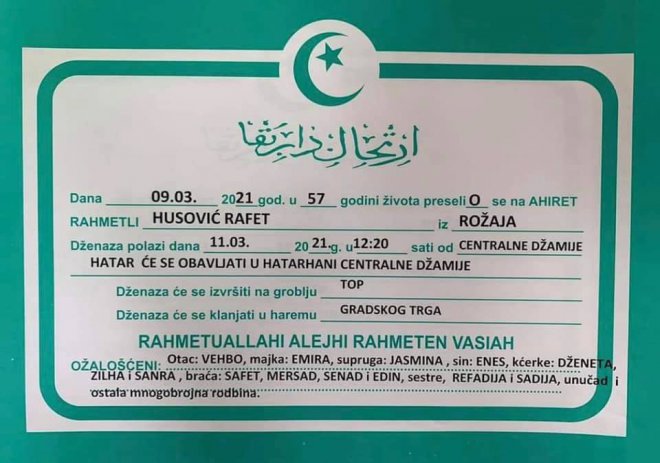 ارتحال دار بقا
Dana 09.03. 2021 god. u 57 godini života preseli O se na AHIRET
RAHMETLI HUSOVIĆ RAFET iz ROŽAJA
Dženaza polazi dana 11.03. 2021.g. u 12:20 sati od CENTRALNE DŽAMIJE
HATAR ĆE SE OBAVLJATI U HATARHANI CENTRALNE DŽAMIJE
Dženaza će se izvršiti na groblju TOP
Dženaza će se klanjati u haremu GRADSKOG TRGA
RAHMETUALLAHI ALEJHI RAHMETEN VASIAH
OŽALOŠĆENI: Otac: VEHBO, majka: EMIRA, supruga: JASMINA , sin: ENES, kćerke: DŽENETA,
ZILHA i SANRA , braća: SAFET, MERSAD, SENAD i EDIN, sestre, REFADIJA i SADIJA, unučad i
ostala mnogobrojna rodbina.